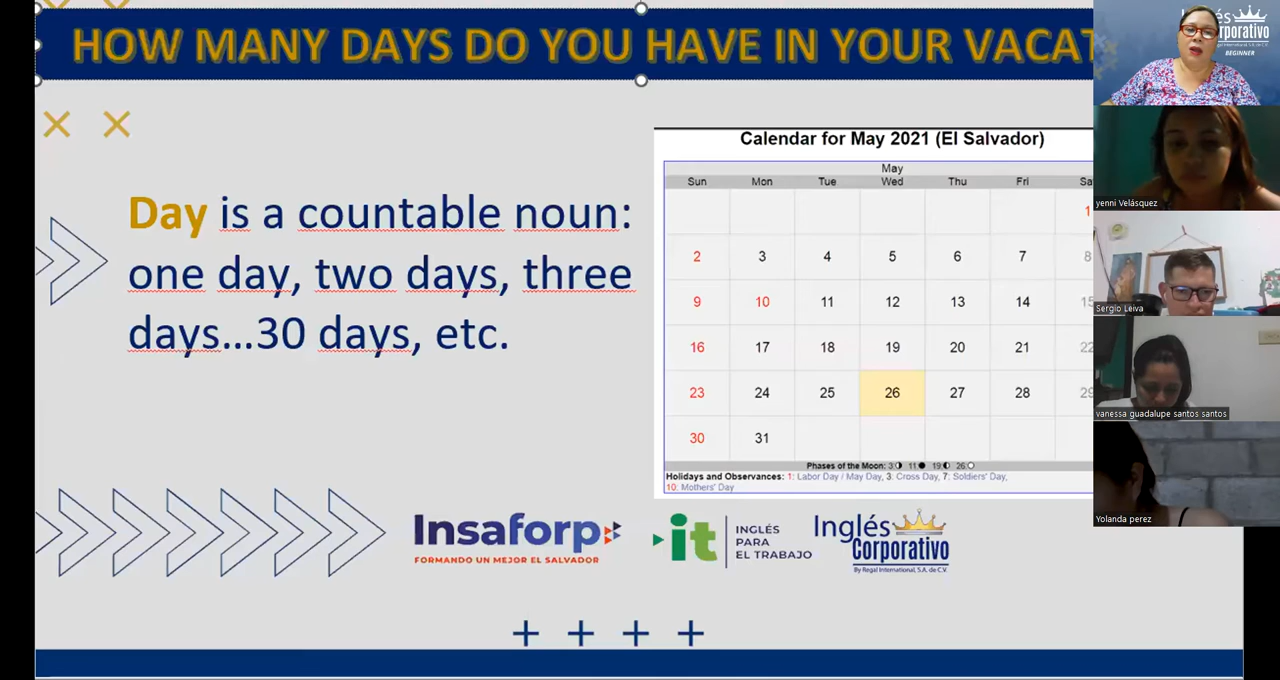 HOW MANY DAYS DO YOU HAVE IN YOUR VACAT
Day is a countable noun:
one day, two days, three
days...30 days, etc.
Calendar for May 2021 (El Salvador)
May
Sun Mon Tue Wed Thu Fri Sa
1
2 3 4 5 6 7 8
9 10 11 12 13 14 15
16 17 18 19 20 21 22
23 24 25 26 27 28 29
30 31
Phases of the Moon: 3: 11: 19: 26:
Holidays and Observances: 1: Labor Day / May Day, 3: Cross Day, 7: Soldiers' Day,
10: Mothers' Day
Insaforp
FORMANDO UN MEJOR EL SALVADOR
it
INGLÉS
PARA
EL TRABAJO
Inglés
Corporativo
By Regal International, S.A. de C.V.
és
rporativo
BEGINNER
yenni Velásquez
Sergio Leiva
vanessa guadalupe santos santos
Yolanda perez